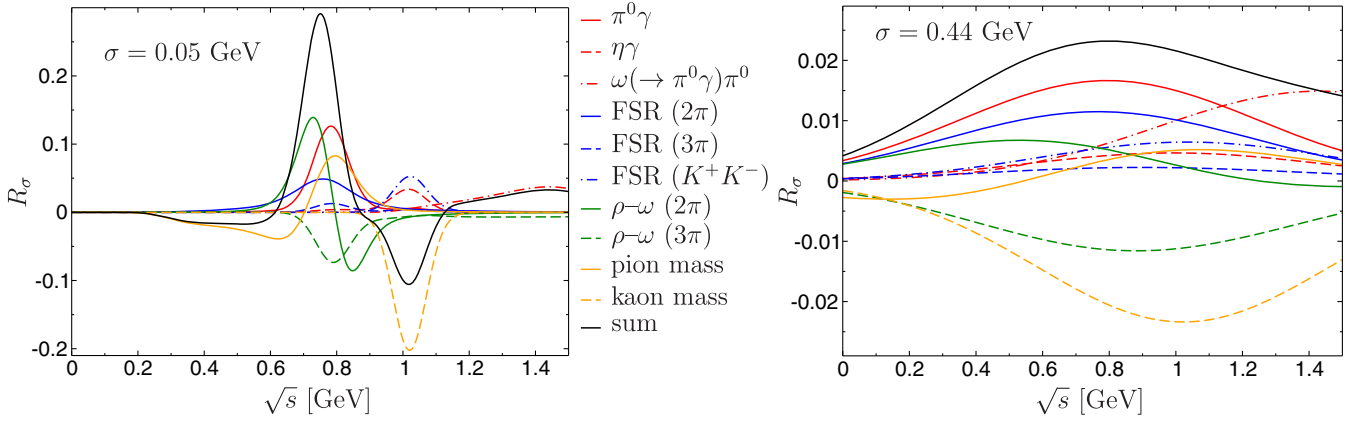 σ = 0.05 GeV
R_σ
0.2
0.1
0
-0.1
-0.2
0 0.2 0.4 0.6 0.8 1 1.2 1.4
√s [GeV]
π⁰γ
ηγ
ω(→ π⁰γ)π⁰
FSR (2π)
FSR (3π)
FSR (K⁺K⁻)
ρ–ω (2π)
ρ–ω (3π)
pion mass
kaon mass
sum
σ = 0.44 GeV
R_σ
0.02
0.01
0
-0.01
-0.02
0 0.2 0.4 0.6 0.8 1 1.2 1.4
√s [GeV]